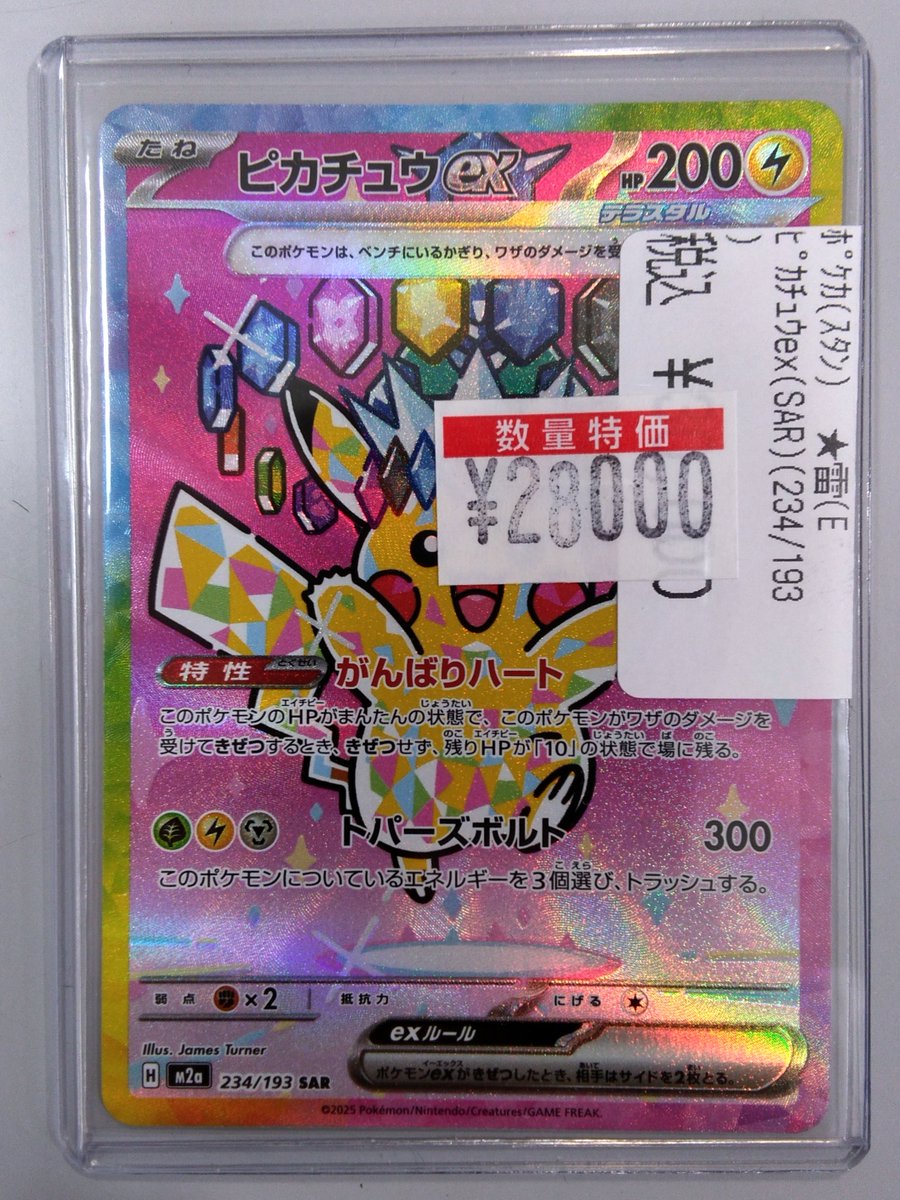 たね ピカチュウex HP200
テラスタル
このポケモンは、ベンチにいるかぎり、ワザのダメージを受
ポケカ(スタン) ★雷(E
ピカチュウex(SAR)(234/193
)
税込 ¥
数量特価
¥28000
特性 とくせい がんばりハート
このポケモンのHPがまんたんの状態で、このポケモンがワザのダメージを
受けてきぜつするとき、きぜつせず、残りHPが「10」の状態で場に残る。
トパーズボルト 300
このポケモンについているエネルギーを3個選び、トラッシュする。
弱点 ×2 抵抗力 にげる
exルール
ポケモンexがきぜつしたとき、相手はサイドを2枚とる。
Illus. James Turner
H m2a 234/193 SAR
©2025 Pokémon/Nintendo/Creatures/GAME FREAK.